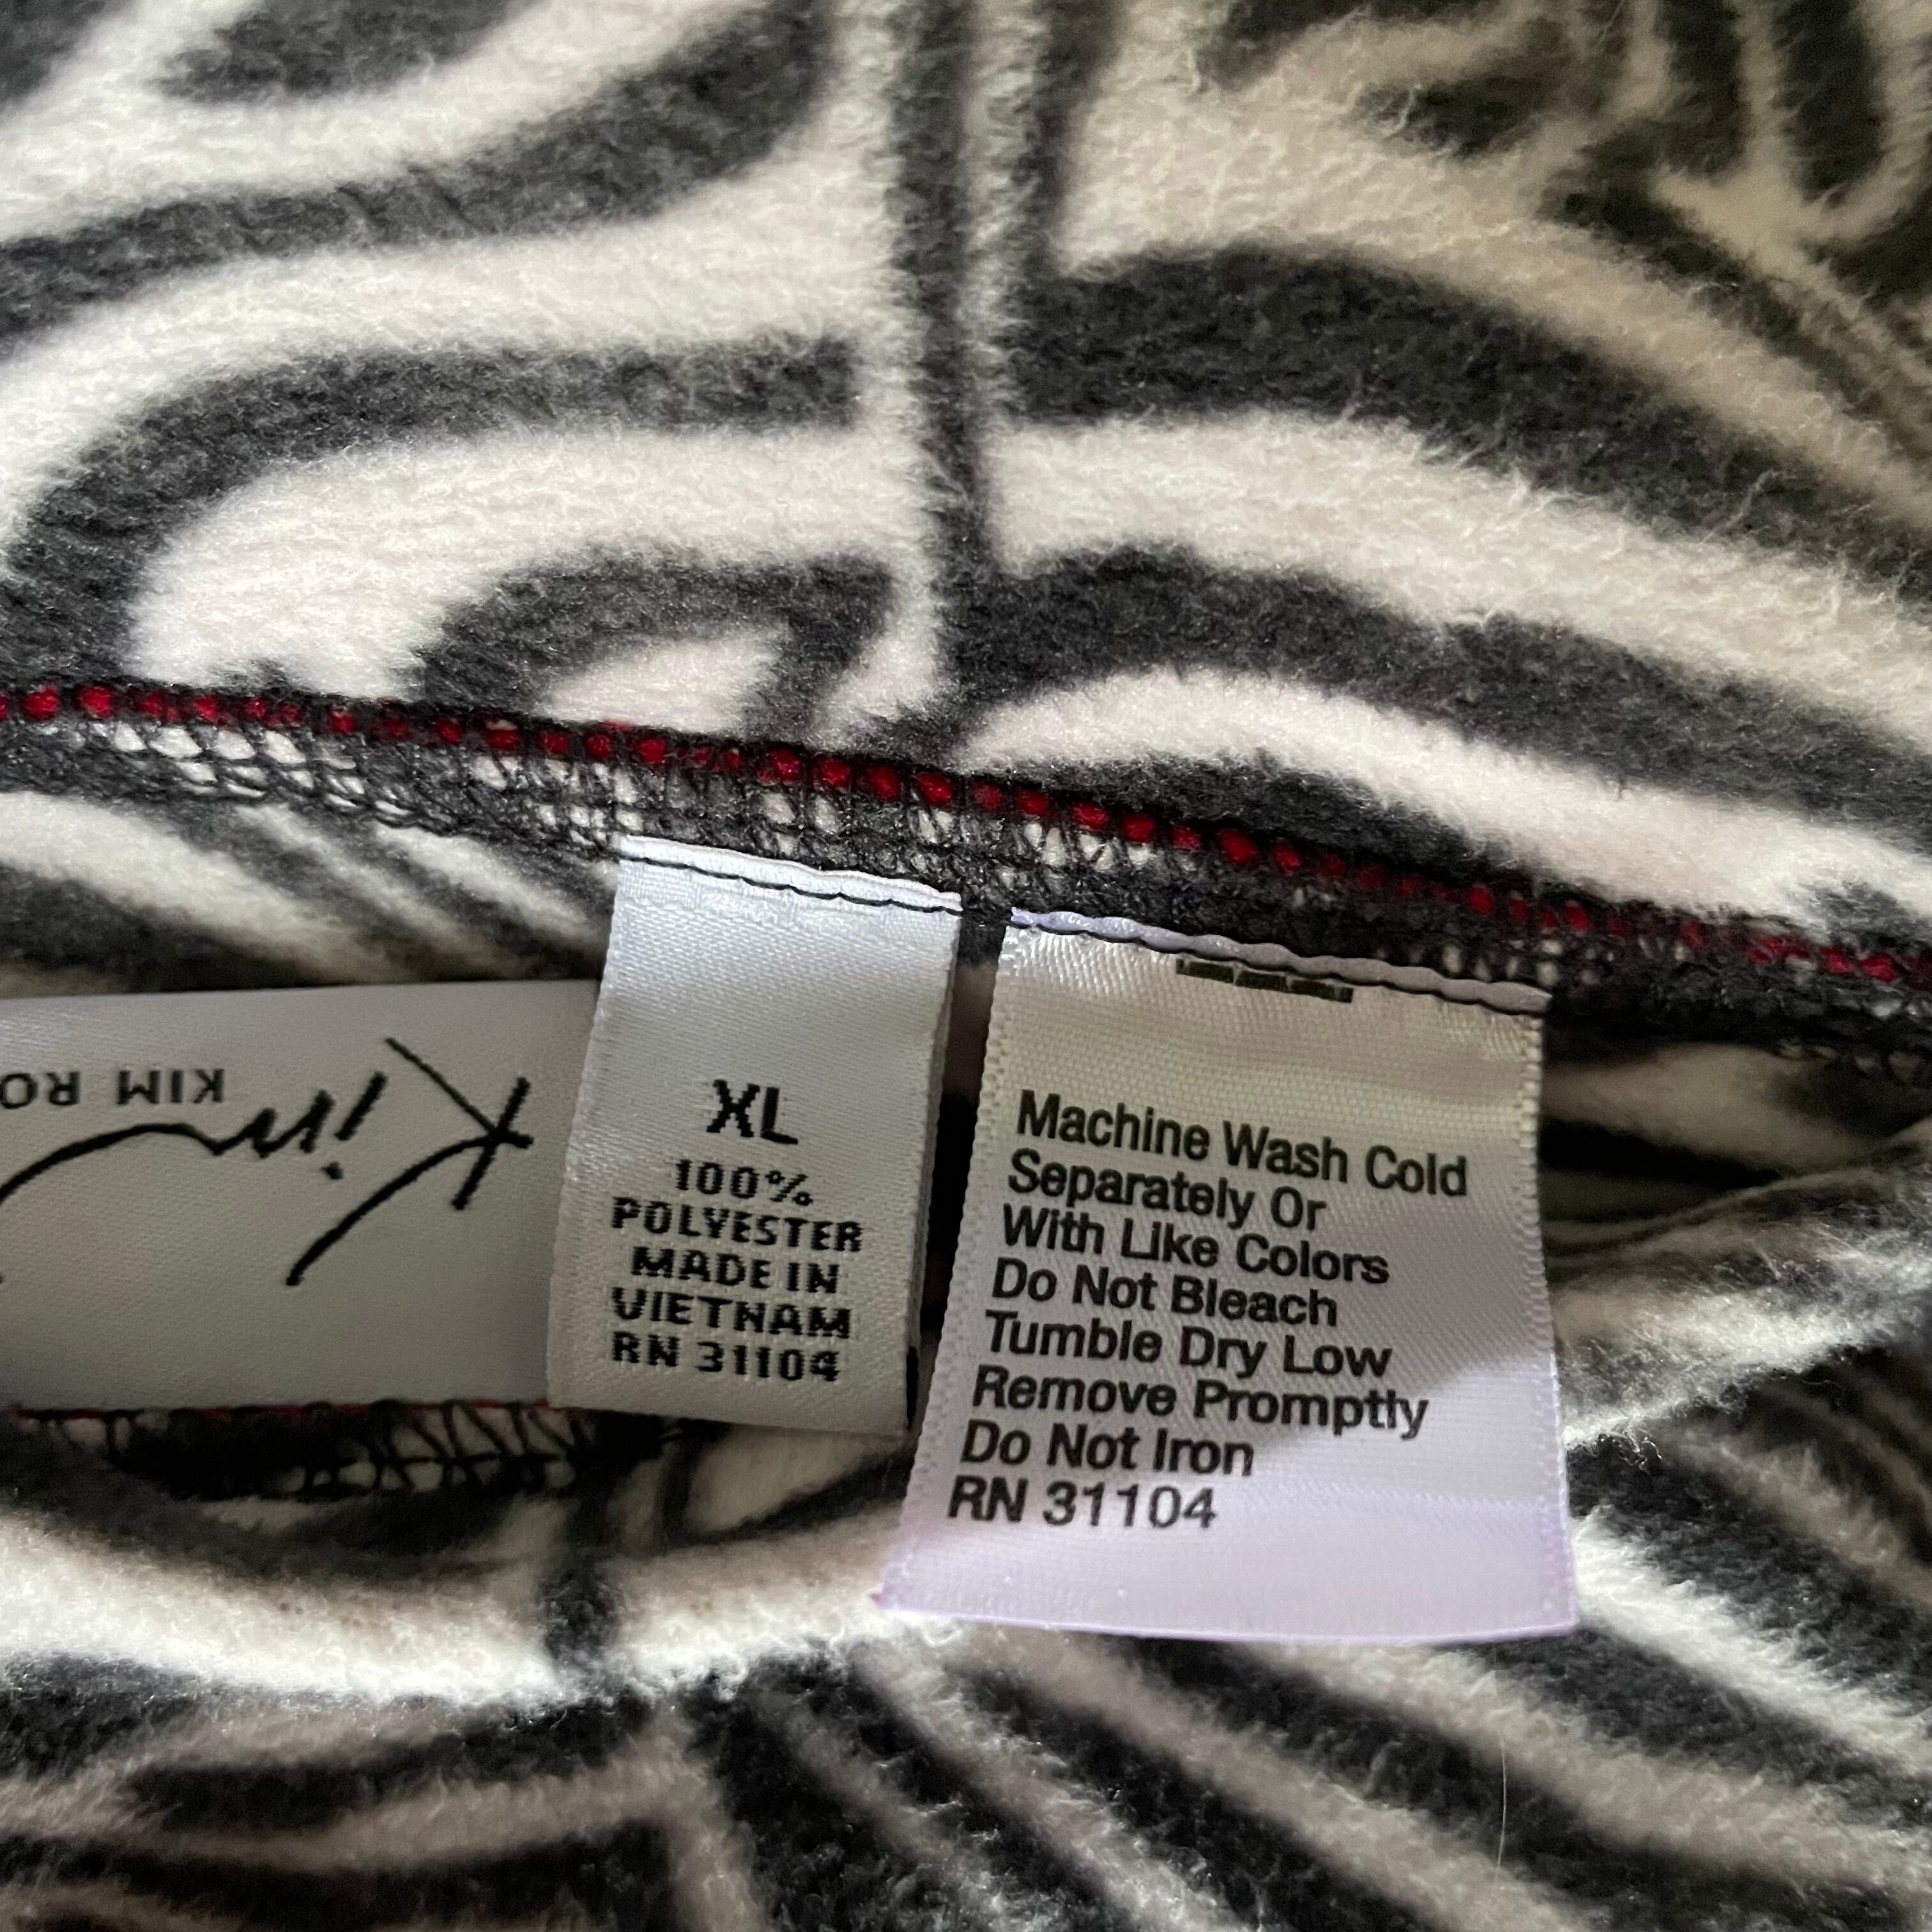 Kim
KIM RO
XL
100%
POLYESTER
MADE IN
VIETNAM
RN 31104
Machine Wash Cold
Separately Or
With Like Colors
Do Not Bleach
Tumble Dry Low
Remove Promptly
Do Not Iron
RN 31104